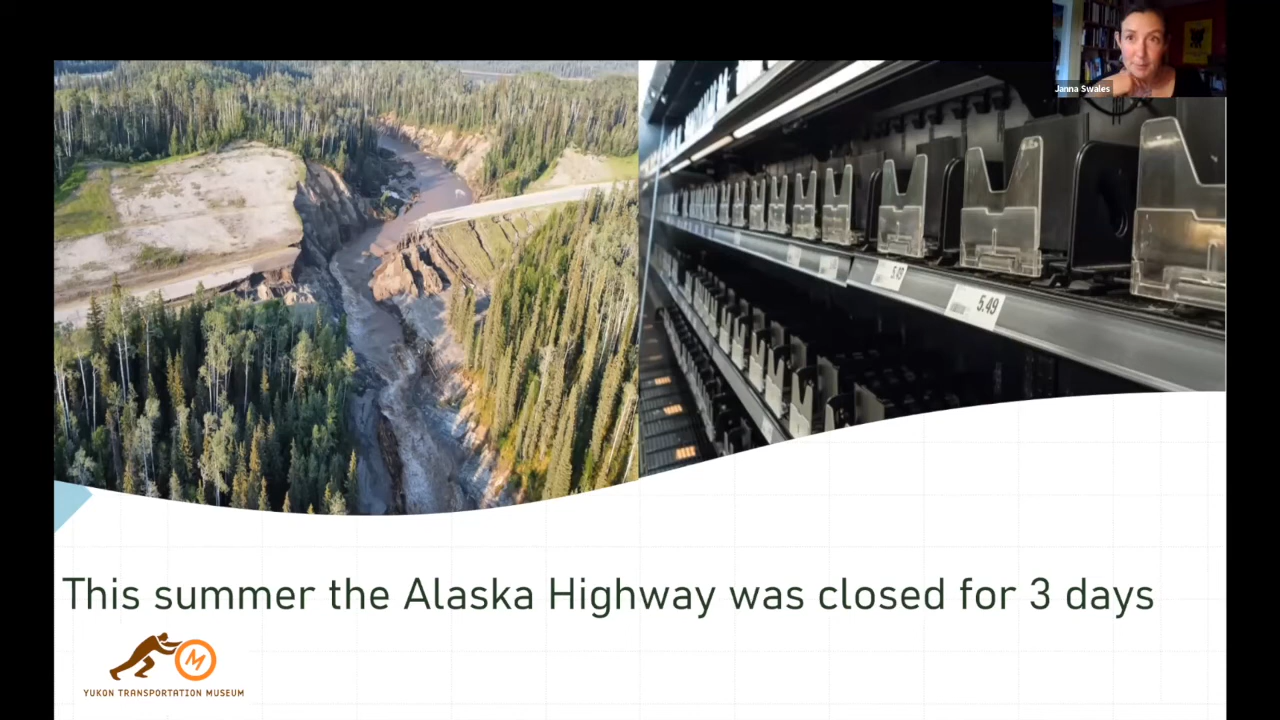 Janna Swales
5.49
5.49
This summer the Alaska Highway was closed for 3 days
M
YUKON TRANSPORTATION MUSEUM